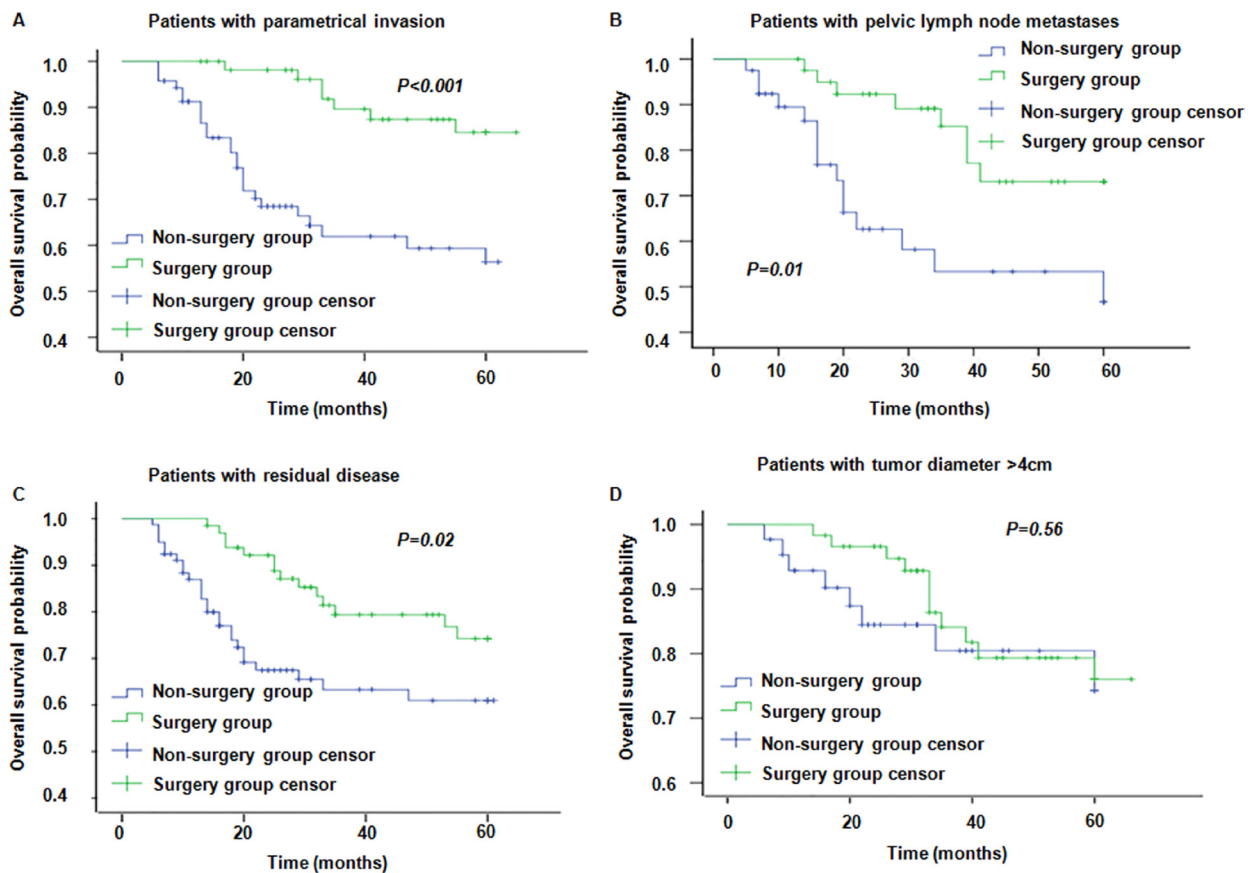 A
Patients with parametrical invasion
Overall survival probability
1.0
0.9
0.8
0.7
0.6
0.5
0.4
P<0.001
Non-surgery group
Surgery group
Non-surgery group censor
Surgery group censor
0
20
40
60
Time (months)
B
Patients with pelvic lymph node metastases
Overall survival probability
1.0
0.9
0.8
0.7
0.6
0.5
0.4
Non-surgery group
Surgery group
Non-surgery group censor
Surgery group censor
P=0.01
0
10
20
30
40
50
60
Time (months)
C
Patients with residual disease
Overall survival probability
1.0
0.9
0.8
0.7
0.6
0.5
0.4
P=0.02
Non-surgery group
Surgery group
Non-surgery group censor
Surgery group censor
0
20
40
60
Time (months)
D
Patients with tumor diameter >4cm
Overall survival probability
1.0
0.9
0.8
0.7
0.6
P=0.56
Non-surgery group
Surgery group
Non-surgery group censor
Surgery group censor
0
20
40
60
Time (months)